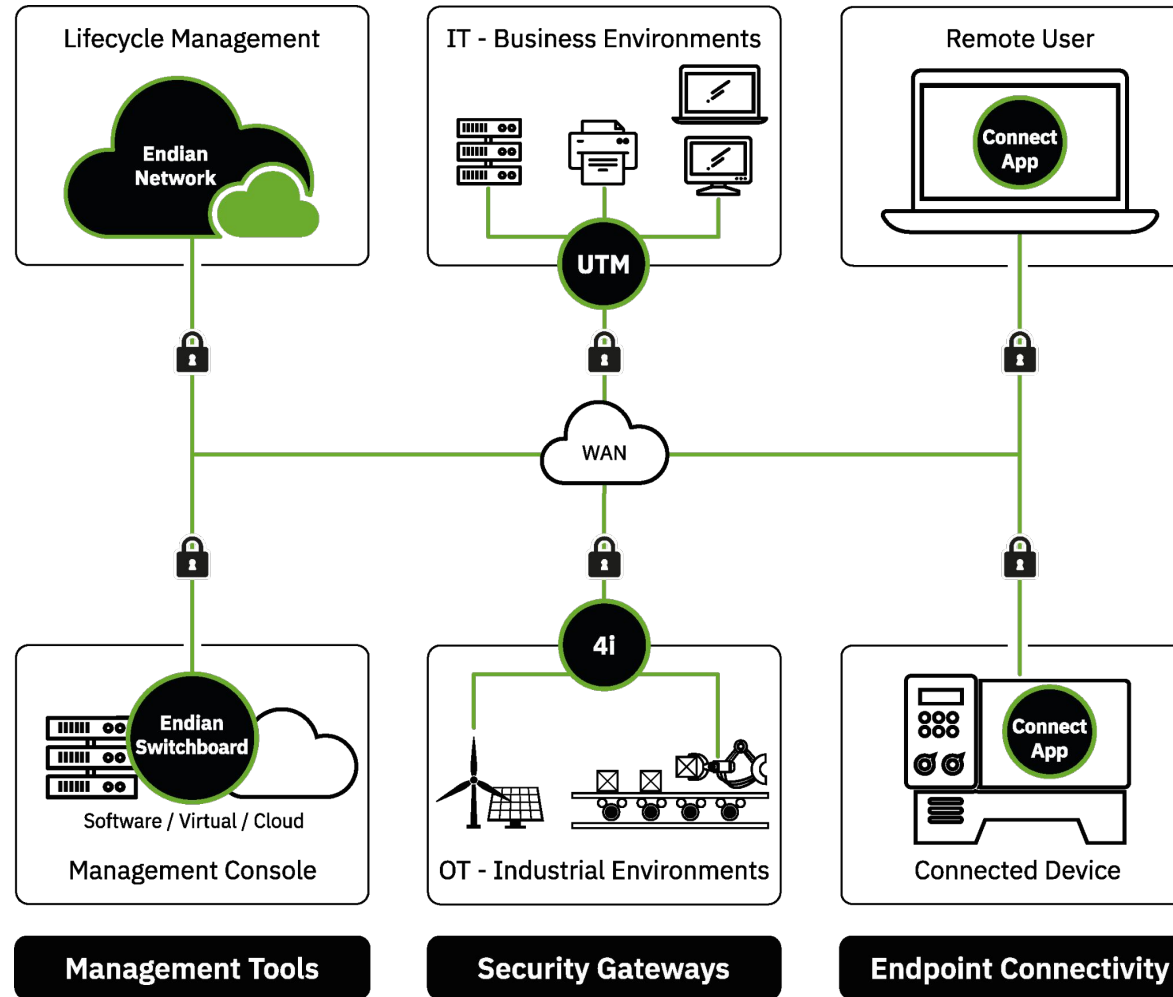 Lifecycle Management
Endian
Network
IT - Business Environments
UTM
Remote User
Connect
App
WAN
Endian
Switchboard
Software / Virtual / Cloud
Management Console
4i
OT - Industrial Environments
Connect
App
Connected Device
Management Tools
Security Gateways
Endpoint Connectivity